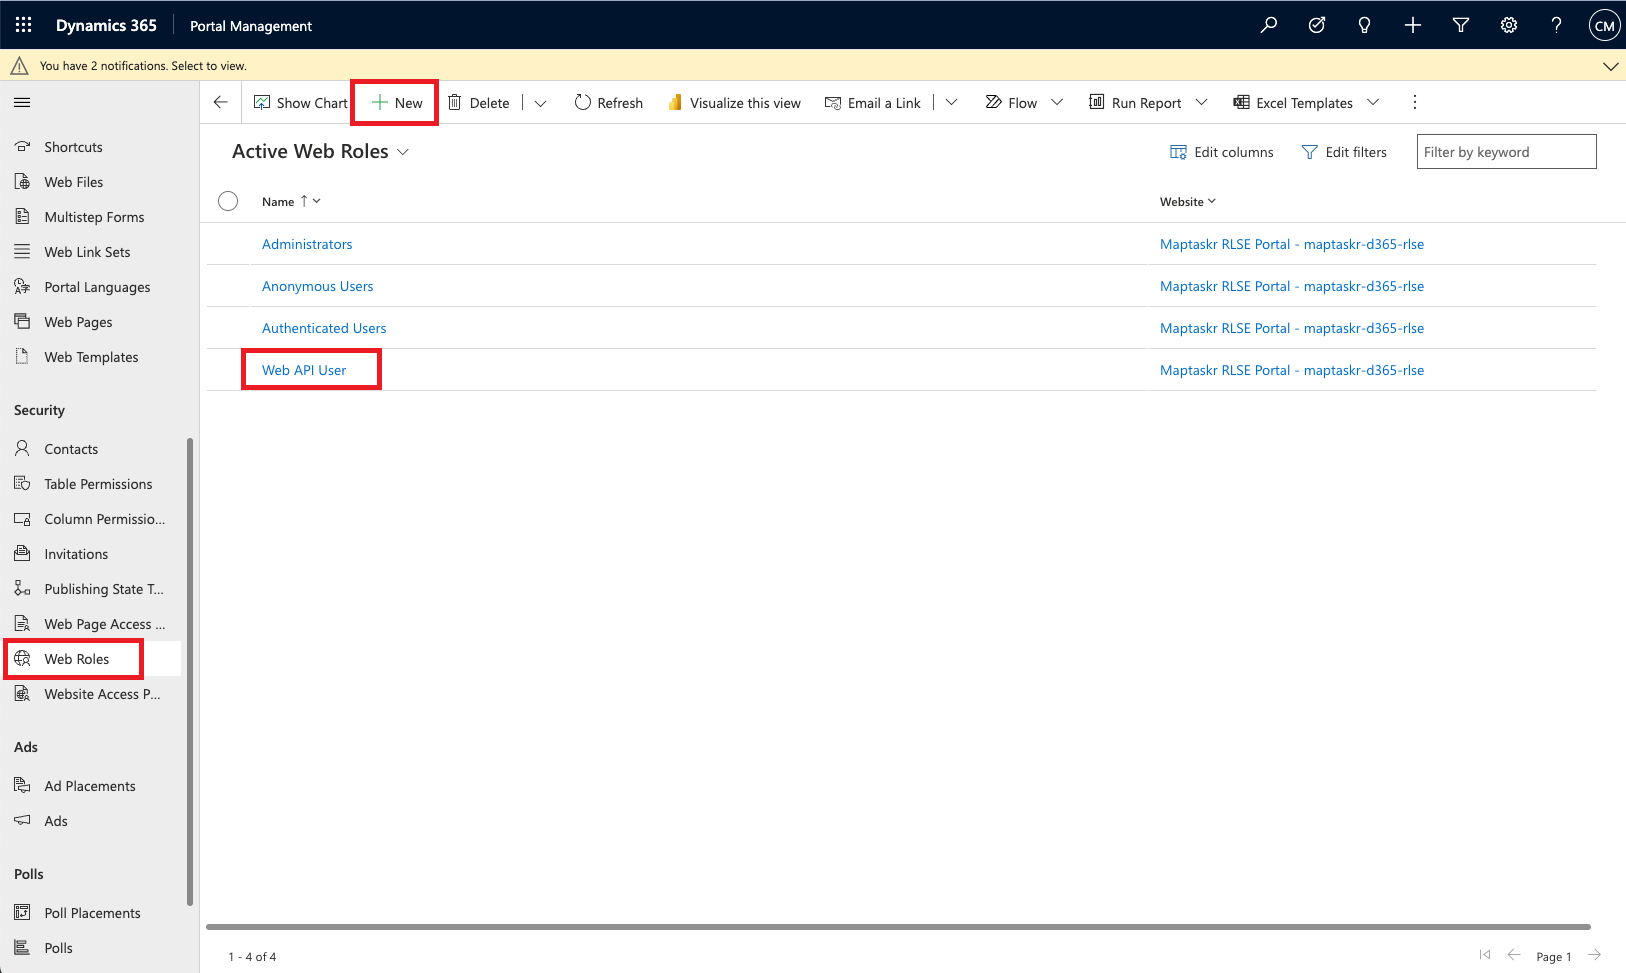 Dynamics 365 Portal Management CM
You have 2 notifications. Select to view.
Show Chart New Delete Refresh Visualize this view Email a Link Flow Run Report Excel Templates
Active Web Roles Edit columns Edit filters Filter by keyword
Name Website
Administrators Maptaskr RLSE Portal - maptaskr-d365-rlse
Anonymous Users Maptaskr RLSE Portal - maptaskr-d365-rlse
Authenticated Users Maptaskr RLSE Portal - maptaskr-d365-rlse
Web API User Maptaskr RLSE Portal - maptaskr-d365-rlse
Shortcuts
Web Files
Multistep Forms
Web Link Sets
Portal Languages
Web Pages
Web Templates
Security
Contacts
Table Permissions
Column Permissio...
Invitations
Publishing State T...
Web Page Access ...
Web Roles
Website Access P...
Ads
Ad Placements
Ads
Polls
Poll Placements
Polls
1 - 4 of 4 Page 1